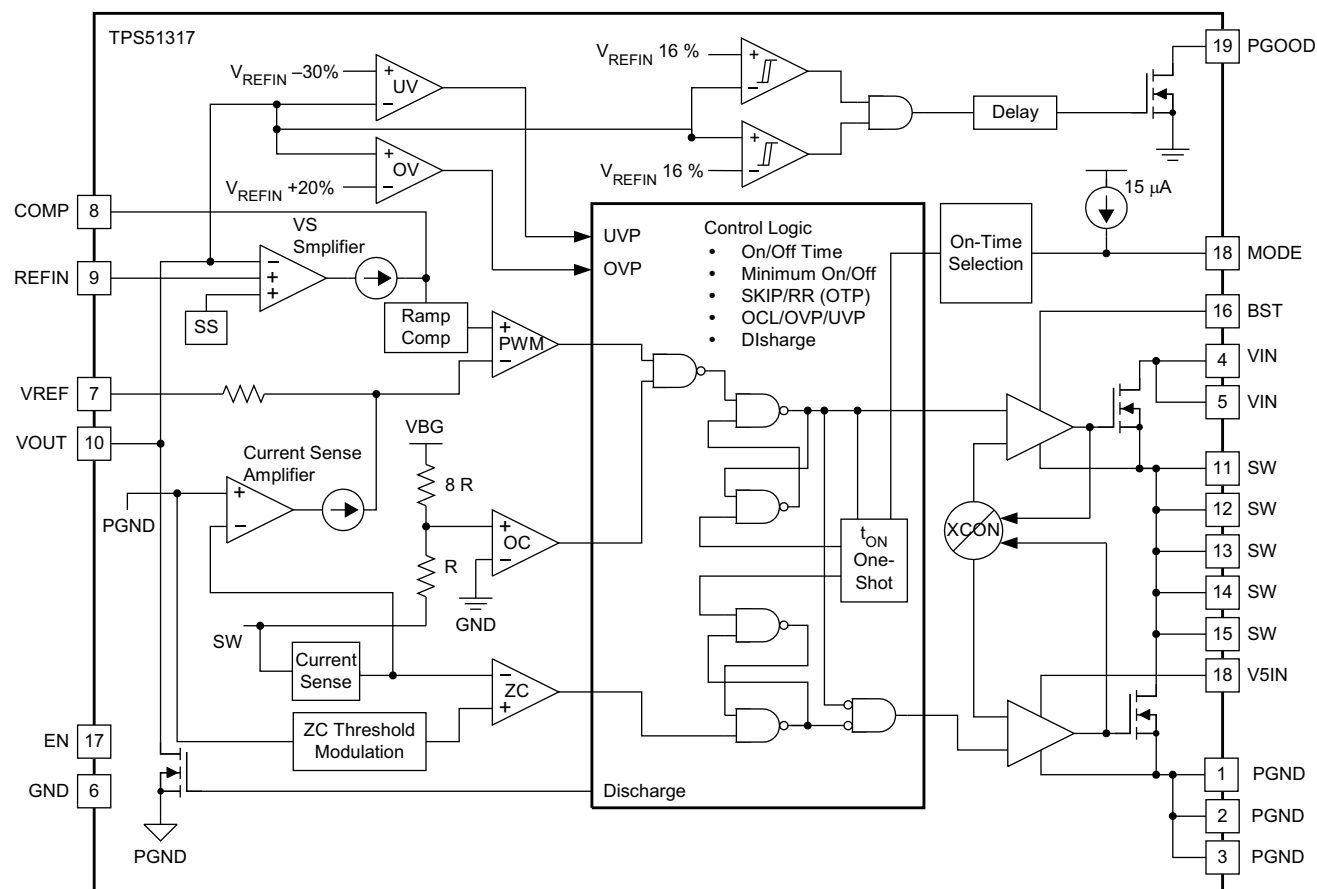 TPS51317
19 PGOOD
V_REFIN –30%
+
UV
–
V_REFIN 16 %
+
–
Delay
+
OV
–
V_REFIN +20%
+
–
V_REFIN 16 %
15 μA
COMP 8
VS
Smplifier
UVP
OVP
Control Logic
• On/Off Time
• Minimum On/Off
• SKIP/RR (OTP)
• OCL/OVP/UVP
• DIsharge
On-Time
Selection
18 MODE
REFIN 9
–
+
+
SS
Ramp
Comp
+
PWM
–
16 BST
4 VIN
5 VIN
VREF 7
VOUT 10
VBG
8 R
Current Sense
Amplifier
+
–
PGND
+
OC
–
R
GND
SW
Current
Sense
–
ZC
+
ZC Threshold
Modulation
t_ON
One-
Shot
XCON
11 SW
12 SW
13 SW
14 SW
15 SW
18 V5IN
EN 17
GND 6
PGND
Discharge
1 PGND
2 PGND
3 PGND